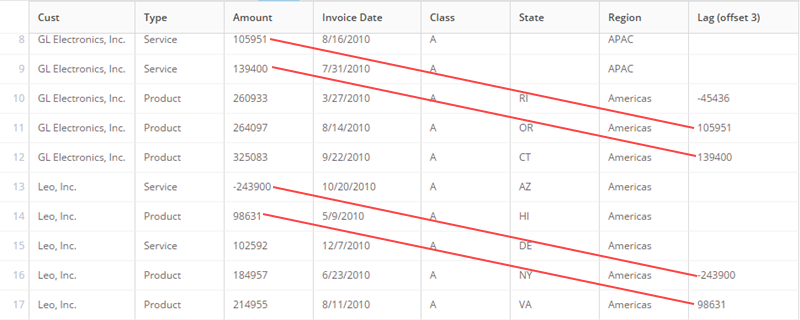 Cust Type Amount Invoice Date Class State Region Lag (offset 3)
8 GL Electronics, Inc. Service 105951 8/16/2010 A APAC
9 GL Electronics, Inc. Service 139400 7/31/2010 A APAC
10 GL Electronics, Inc. Product 260933 3/27/2010 A RI Americas -45436
11 GL Electronics, Inc. Product 264097 8/14/2010 A OR Americas 105951
12 GL Electronics, Inc. Product 325083 9/22/2010 A CT Americas 139400
13 Leo, Inc. Service -243900 10/20/2010 A AZ Americas
14 Leo, Inc. Product 98631 5/9/2010 A HI Americas
15 Leo, Inc. Service 102592 12/7/2010 A DE Americas
16 Leo, Inc. Product 184957 6/23/2010 A NY Americas -243900
17 Leo, Inc. Product 214955 8/11/2010 A VA Americas 98631